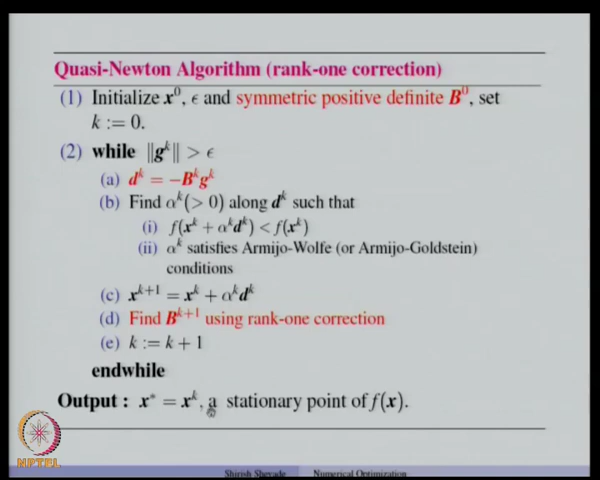 Quasi-Newton Algorithm (rank-one correction)
(1) Initialize x⁰, ϵ and symmetric positive definite B⁰, set
k := 0.
(2) while ‖gᵏ‖ > ϵ
(a) dᵏ = −Bᵏgᵏ
(b) Find αᵏ(> 0) along dᵏ such that
(i) f(xᵏ + αᵏdᵏ) < f(xᵏ)
(ii) αᵏ satisfies Armijo-Wolfe (or Armijo-Goldstein)
conditions
(c) xᵏ⁺¹ = xᵏ + αᵏdᵏ
(d) Find Bᵏ⁺¹ using rank-one correction
(e) k := k + 1
endwhile
Output : x* = xᵏ, a stationary point of f(x).
NPTEL
Shirish Shevade Numerical Optimization